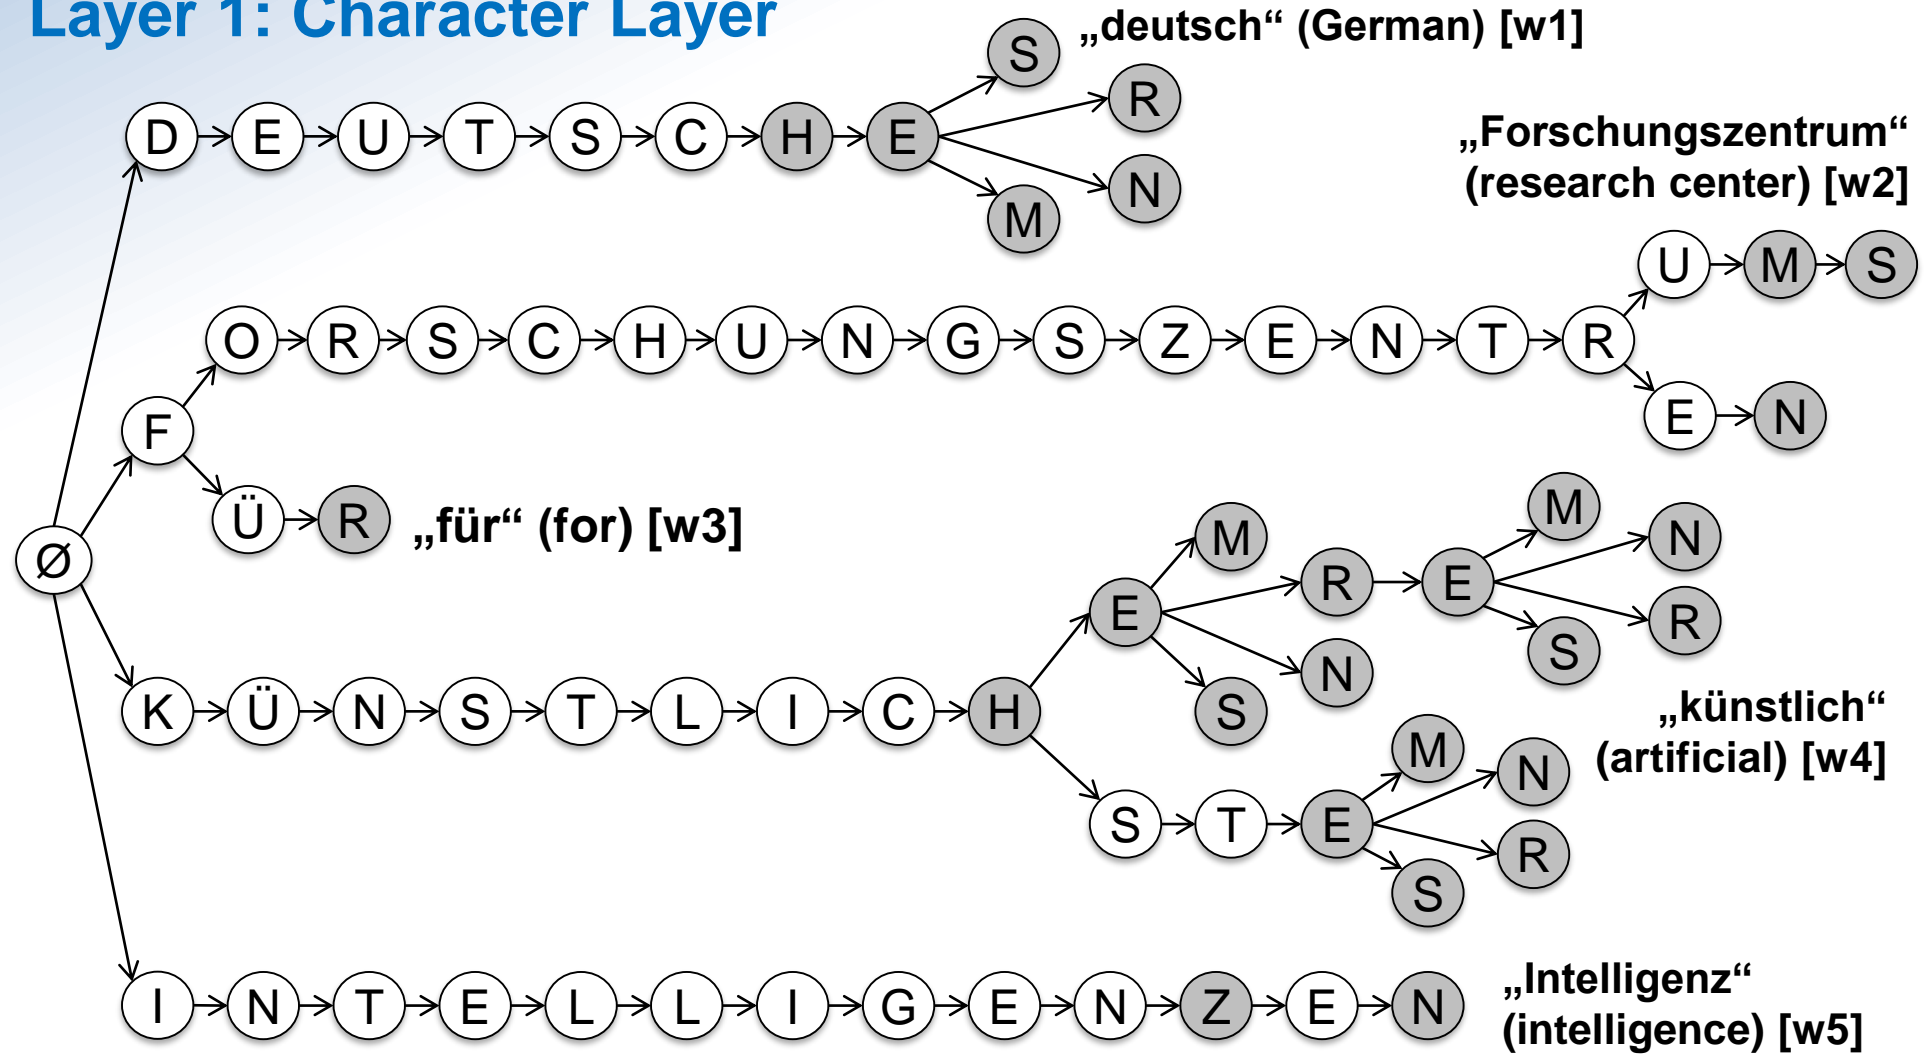 Layer 1: Character Layer
„deutsch“ (German) [w1]
D E U T S C H E S R N M
„Forschungszentrum“
(research center) [w2]
F O R S C H U N G S Z E N T R U M S
E N
Ü R „für“ (for) [w3]
Ø
K Ü N S T L I C H E M R N S E M N R S
„künstlich“
(artificial) [w4]
S T E M N R S
I N T E L L I G E N Z E N
„Intelligenz“
(intelligence) [w5]